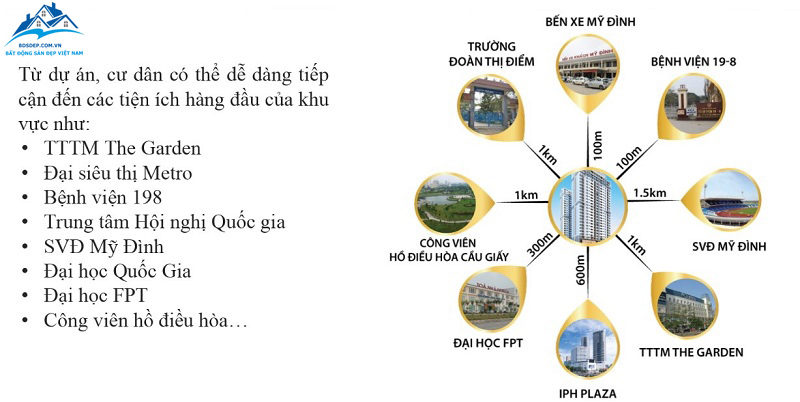 BDSDEP.COM.VN
BẤT ĐỘNG SẢN ĐẸP VIỆT NAM
Từ dự án, cư dân có thể dễ dàng tiếp
cận đến các tiện ích hàng đầu của khu
vực như:
• TTTM The Garden
• Đại siêu thị Metro
• Bệnh viện 198
• Trung tâm Hội nghị Quốc gia
• SVĐ Mỹ Đình
• Đại học Quốc Gia
• Đại học FPT
• Công viên hồ điều hòa…
BẾN XE MỸ ĐÌNH
TRƯỜNG
ĐOÀN THỊ ĐIỂM
BỆNH VIỆN 19-8
1km
100m
100m
1km
1.5km
CÔNG VIÊN
HỒ ĐIỀU HÒA CẦU GIẤY
SVĐ MỸ ĐÌNH
300m
600m
1km
ĐẠI HỌC FPT
TTTM THE GARDEN
IPH PLAZA